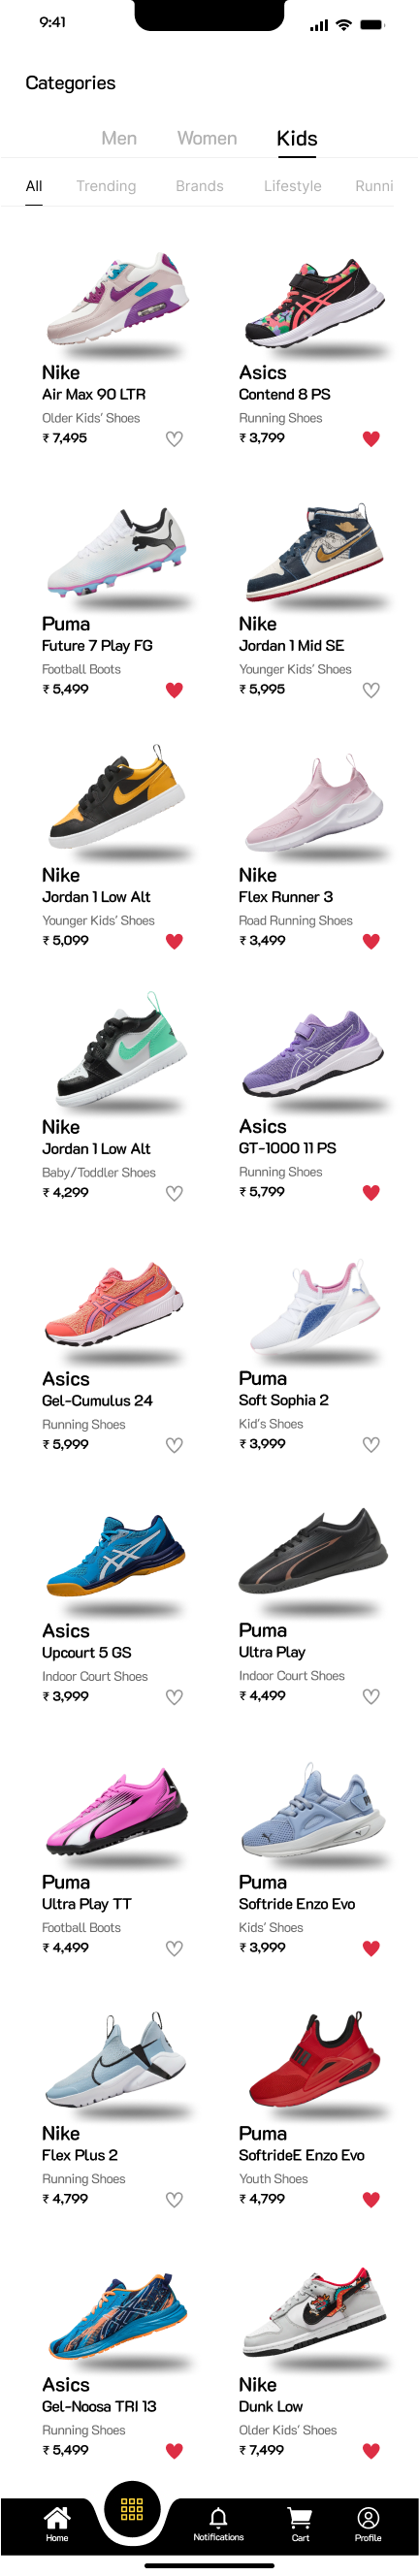 9:41
Categories
Men Women Kids
All Trending Brands Lifestyle Runni
Nike
Air Max 90 LTR
Older Kids' Shoes
₹ 7,495
Asics
Contend 8 PS
Running Shoes
₹ 3,799
Puma
Future 7 Play FG
Football Boots
₹ 5,499
Nike
Jordan 1 Mid SE
Younger Kids' Shoes
₹ 5,995
Nike
Jordan 1 Low Alt
Younger Kids' Shoes
₹ 5,099
Nike
Flex Runner 3
Road Running Shoes
₹ 3,499
Nike
Jordan 1 Low Alt
Baby/Toddler Shoes
₹ 4,299
Asics
GT-1000 11 PS
Running Shoes
₹ 5,799
Asics
Gel-Cumulus 24
Running Shoes
₹ 5,999
Puma
Soft Sophia 2
Kid's Shoes
₹ 3,999
Asics
Upcourt 5 GS
Indoor Court Shoes
₹ 3,999
Puma
Ultra Play
Indoor Court Shoes
₹ 4,499
Puma
Ultra Play TT
Football Boots
₹ 4,499
Puma
Softride Enzo Evo
Kids' Shoes
₹ 3,999
Nike
Flex Plus 2
Running Shoes
₹ 4,799
Puma
SoftridE Enzo Evo
Youth Shoes
₹ 4,799
Asics
Gel-Noosa TRI 13
Running Shoes
₹ 5,499
Nike
Dunk Low
Older Kids' Shoes
₹ 7,499
Home Notifications Cart Profile